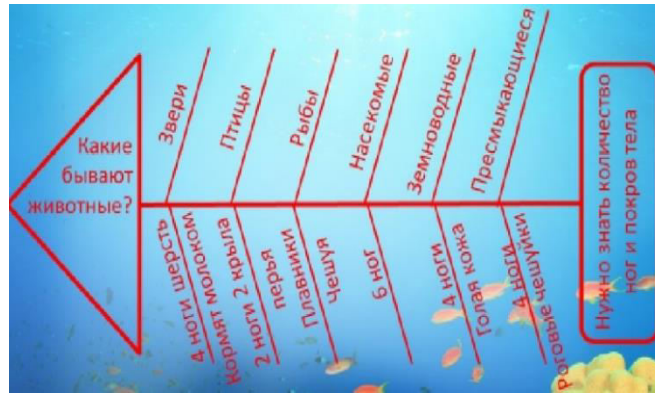 Какие
бывают
животные?
Звери
Птицы
Рыбы
Насекомые
Земноводные
Пресмыкающиеся
4 ноги шерсть
Кормят молоком
2 ноги 2 крыла
перья
Плавники
Чешуя
6 ног
4 ноги
Голая кожа
4 ноги
Роговые чешуйки
Нужно знать количество
ног и покров тела